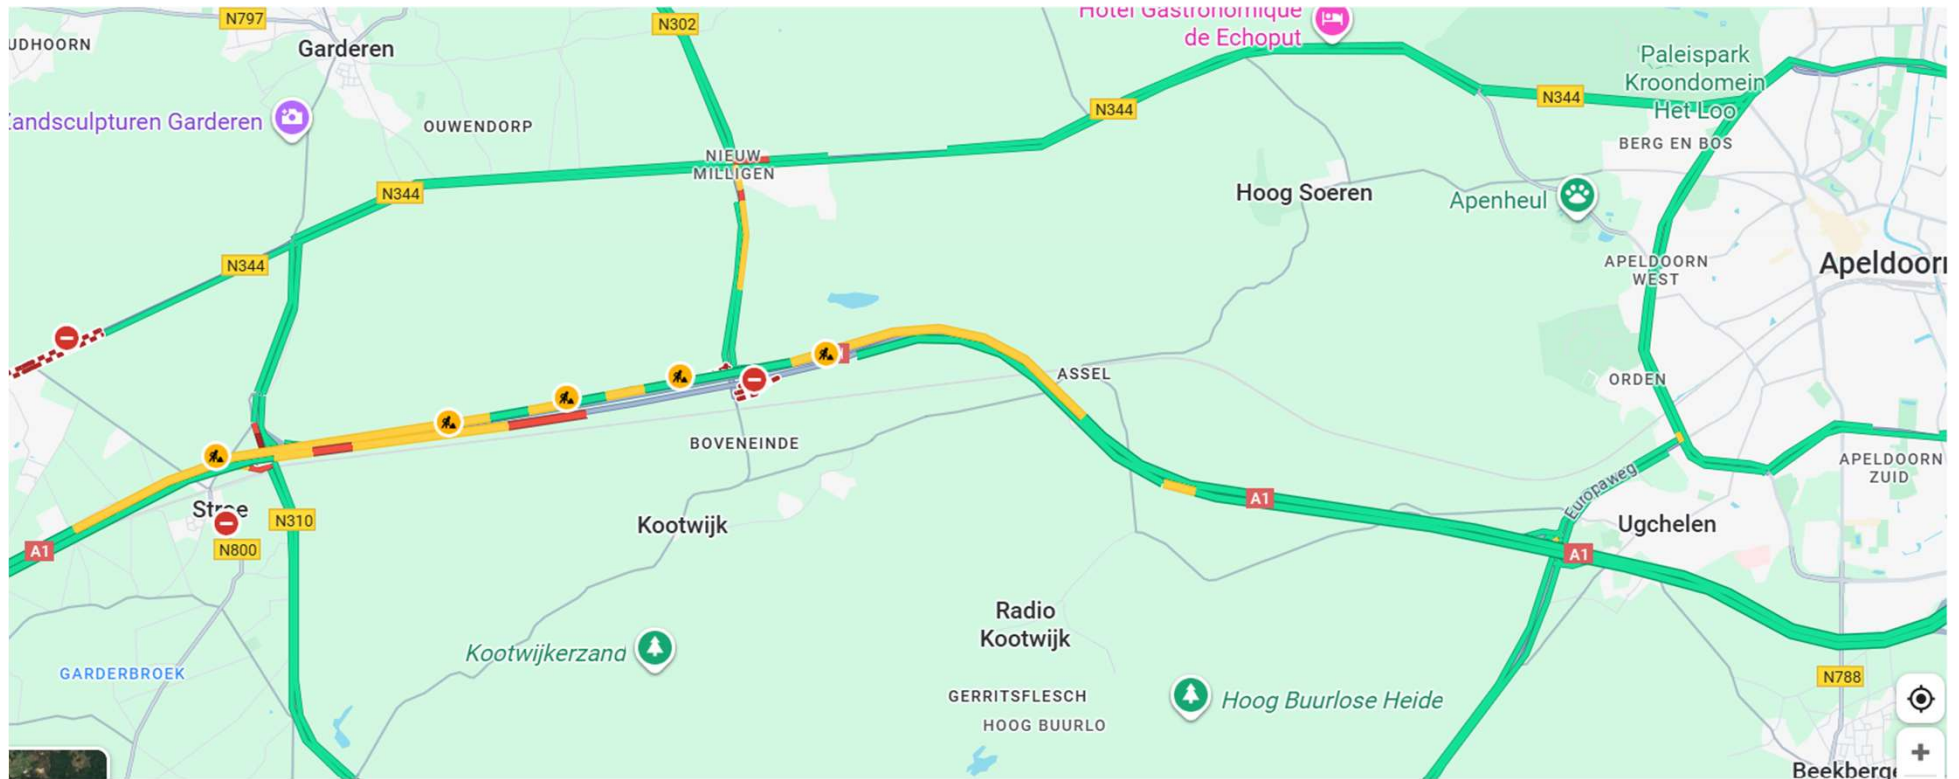 N797
N302
Hotel Gastronomique
de Echoput
UDHOORN
Garderen
Paleispark
Kroondomein
Het Loo
N344
N344
Zandsculpturen Garderen
OUWENDORP
BERG EN BOS
NIEUW
MILLIGEN
N344
Hoog Soeren
Apenheul
N344
APELDOORN
WEST
Apeldoorn
ASSEL
ORDEN
BOVENEINDE
APELDOORN
ZUID
Europaweg
A1
Stroe
N310
Kootwijk
Ugchelen
A1
N800
A1
Radio
Kootwijk
Kootwijkerzand
GARDERBROEK
N788
GERRITSFLESCH
Hoog Buurlose Heide
HOOG BUURLO
Beekberge